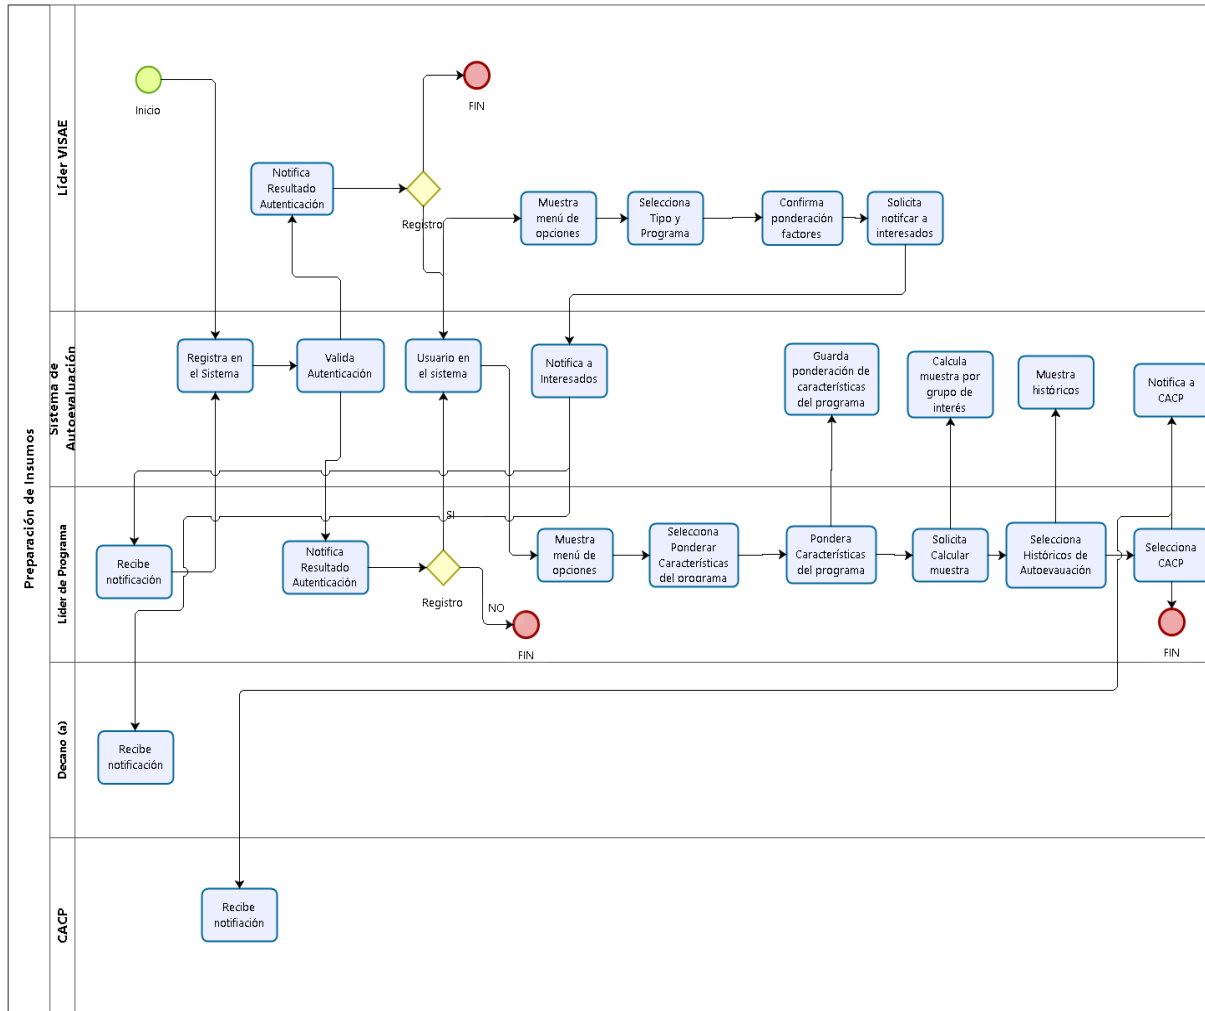 Preparación de Insumos
Líder VISAE
Inicio
FIN
Notifica
Resultado
Autenticación
Registro
Muestra
menú de
opciones
Selecciona
Tipo y
Programa
Confirma
ponderación
factores
Solicita
notifcar a
interesados
Sistema de
Autoevaluación
Registra en
el Sistema
Valida
Autenticación
Usuario en
el sistema
Notifica a
Interesados
Guarda
ponderación de
características
del programa
Calcula
muestra por
grupo de
interés
Muestra
históricos
Notifica a
CACP
Líder de Programa
Recibe
notificación
Notifica
Resultado
Autenticación
SI
Registro
NO
FIN
Muestra
menú de
opciones
Selecciona
Ponderar
Características
del programa
Pondera
Características
del programa
Solicita
Calcular
muestra
Selecciona
Históricos de
Autoevauación
Selecciona
CACP
FIN
Decano (a)
Recibe
notificación
CACP
Recibe
notifiación